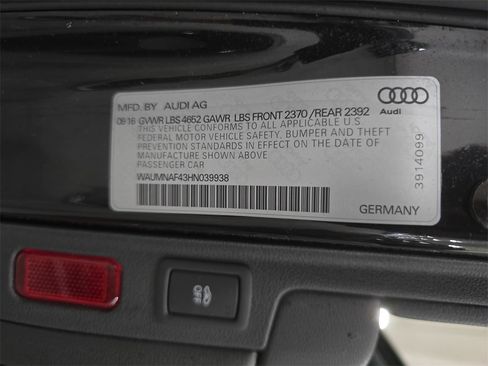 MFD. BY AUDI AG
09 16 GVWR LBS 4652 GAWR LBS FRONT 2370 /REAR 2392
THIS VEHICLE CONFORMS TO ALL APPLICABLE U S
FEDERAL MOTOR VEHICLE SAFETY, BUMPER AND THEFT
PREVENTION STANDARDS IN EFFECT ON THE DATE OF
MANUFACTURE SHOWN ABOVE
PASSENGER CAR
WAUMNAF43HN039938
GERMANY
Audi
3914099
OFF